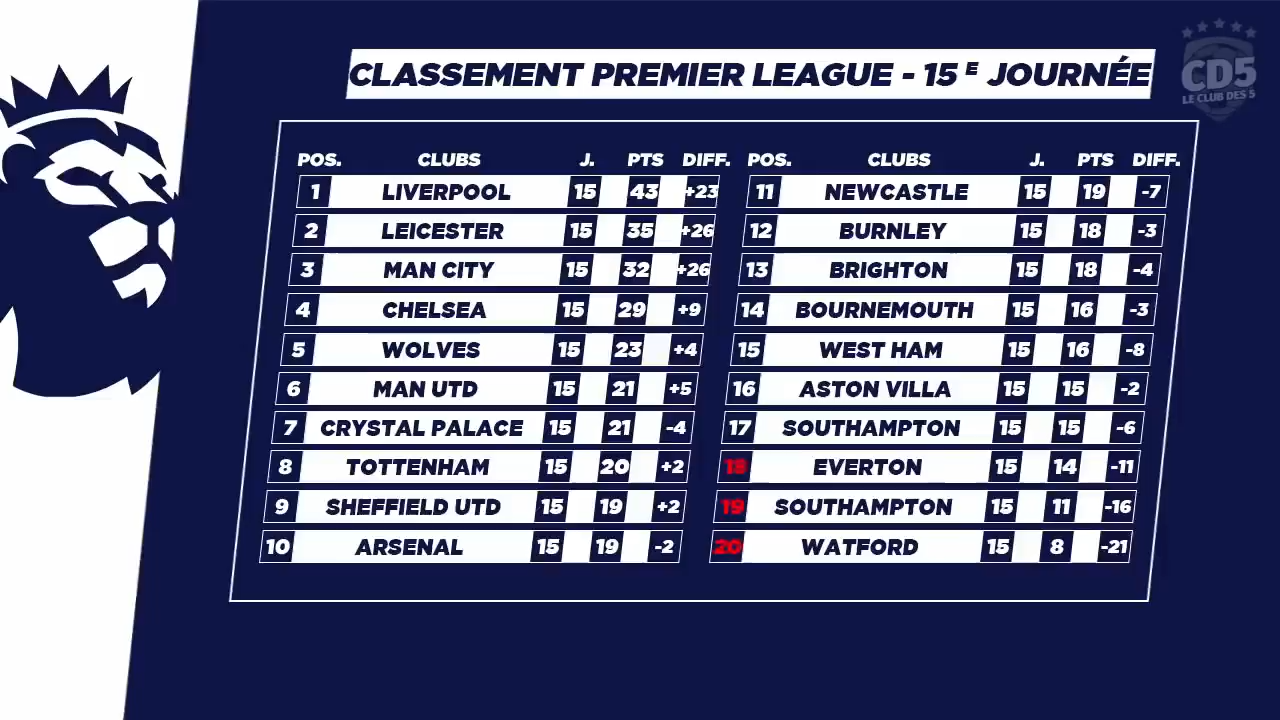 CLASSEMENT PREMIER LEAGUE - 15 E JOURNÉE
CD5
LE CLUB DES 5
POS. CLUBS J. PTS DIFF.
1 LIVERPOOL 15 43 +23
2 LEICESTER 15 35 +26
3 MAN CITY 15 32 +26
4 CHELSEA 15 29 +9
5 WOLVES 15 23 +4
6 MAN UTD 15 21 +5
7 CRYSTAL PALACE 15 21 -4
8 TOTTENHAM 15 20 +2
9 SHEFFIELD UTD 15 19 +2
10 ARSENAL 15 19 -2
POS. CLUBS J. PTS DIFF.
11 NEWCASTLE 15 19 -7
12 BURNLEY 15 18 -3
13 BRIGHTON 15 18 -4
14 BOURNEMOUTH 15 16 -3
15 WEST HAM 15 16 -8
16 ASTON VILLA 15 15 -2
17 SOUTHAMPTON 15 15 -6
18 EVERTON 15 14 -11
19 SOUTHAMPTON 15 11 -16
20 WATFORD 15 8 -21